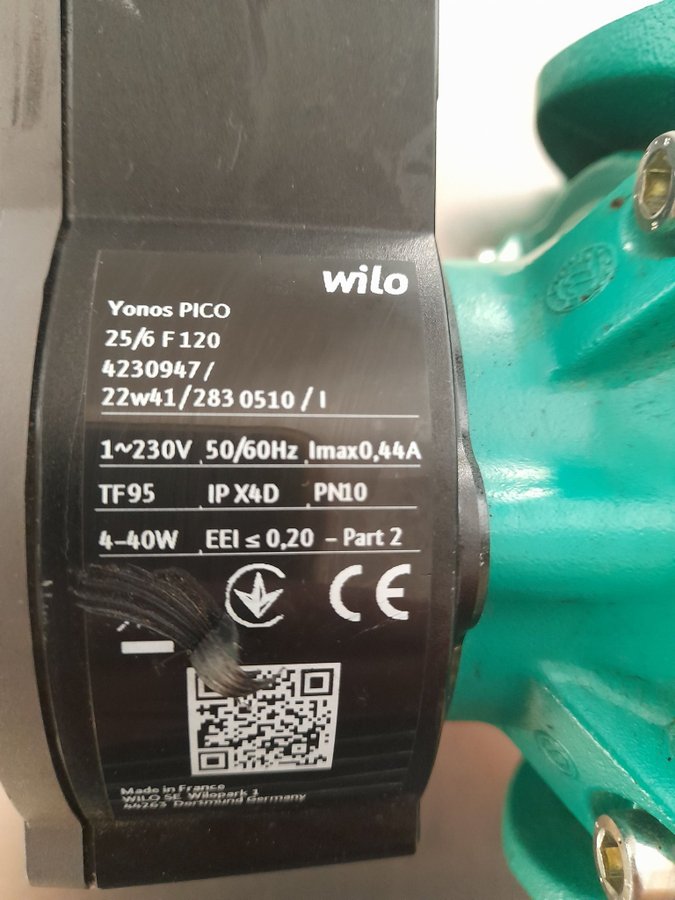 wilo
Yonos PICO
25/6 F 120
4230947/
22w41/283 0510 / I
1~230V 50/60Hz Imax0,44A
TF95 IP X4D PN10
4-40W EEI ≤ 0,20 - Part 2
CE
Made in France
WILO SE Wilopark 1
44263 Dortmund Germany